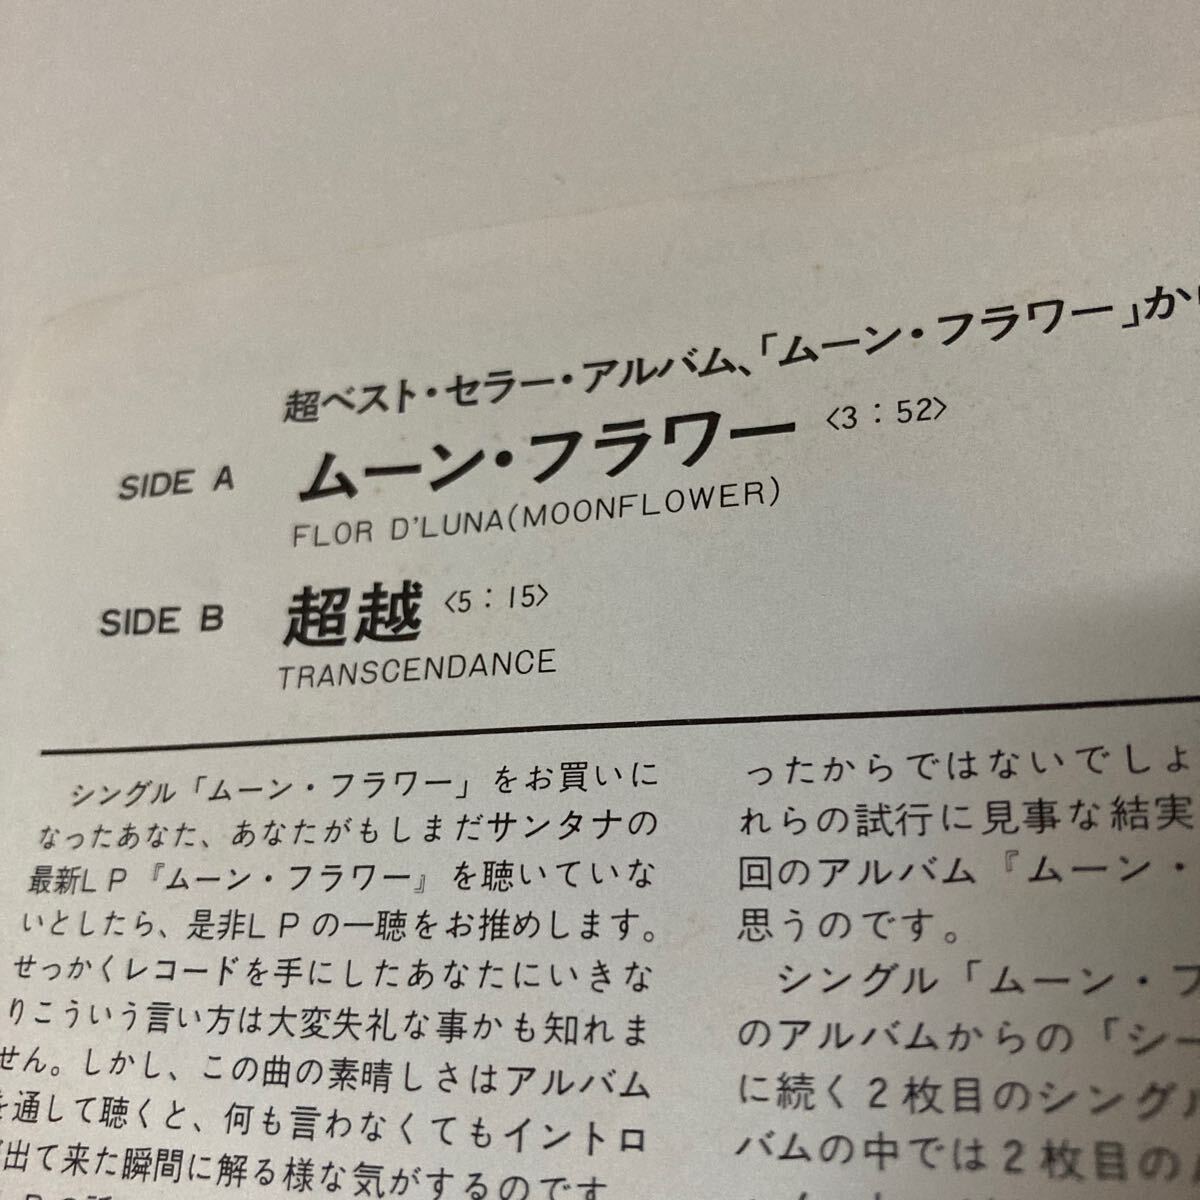 超ベスト・セラー・アルバム、「ムーン・フラワー」か
SIDE A ムーン・フラワー 〈3：52〉
FLOR D'LUNA(MOONFLOWER)
SIDE B 超越 〈5：15〉
TRANSCENDANCE
シングル「ムーン・フラワー」をお買いに
なったあなた、あなたがもしまだサンタナの
最新ＬＰ『ムーン・フラワー』を聴いていな
いとしたら、是非ＬＰの一聴をお推めします。
せっかくレコードを手にしたあなたにいきな
りこういう言い方は大変失礼な事かも知れま
せん。しかし、この曲の素晴しさはアルバム
を通して聴くと、何も言わなくてもイントロ
出て来た瞬間に解る様な気がするのです
ったからではないでしょ
れらの試行に見事な結実
回のアルバム『ムーン・
思うのです。
シングル「ムーン・フ
のアルバムからの「シー
に続く２枚目のシングル
バムの中では２枚目の